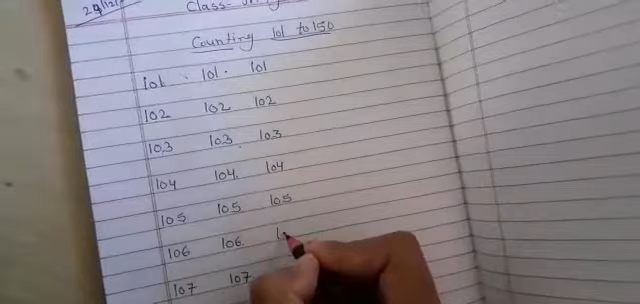 Class-
Counting 101 to 150
101 101 101
102 102 102
103 103 103
104 104 104
105 105 105
106 106 1
107 107